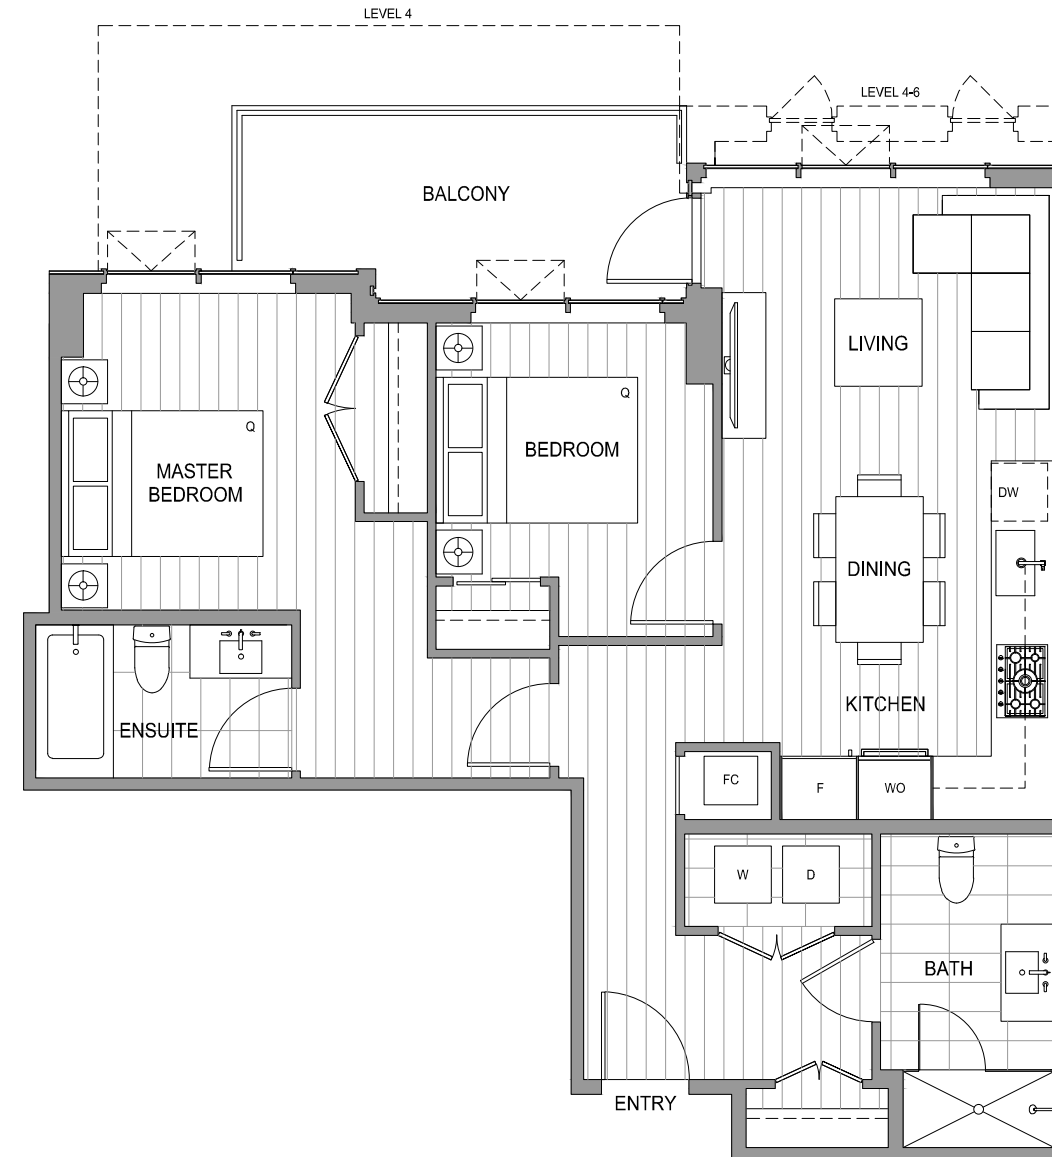 LEVEL 4
LEVEL 4-6
BALCONY
LIVING
Q
Q
BEDROOM
MASTER
BEDROOM
DW
DINING
KITCHEN
ENSUITE
FC
F
WO
W
D
BATH
ENTRY